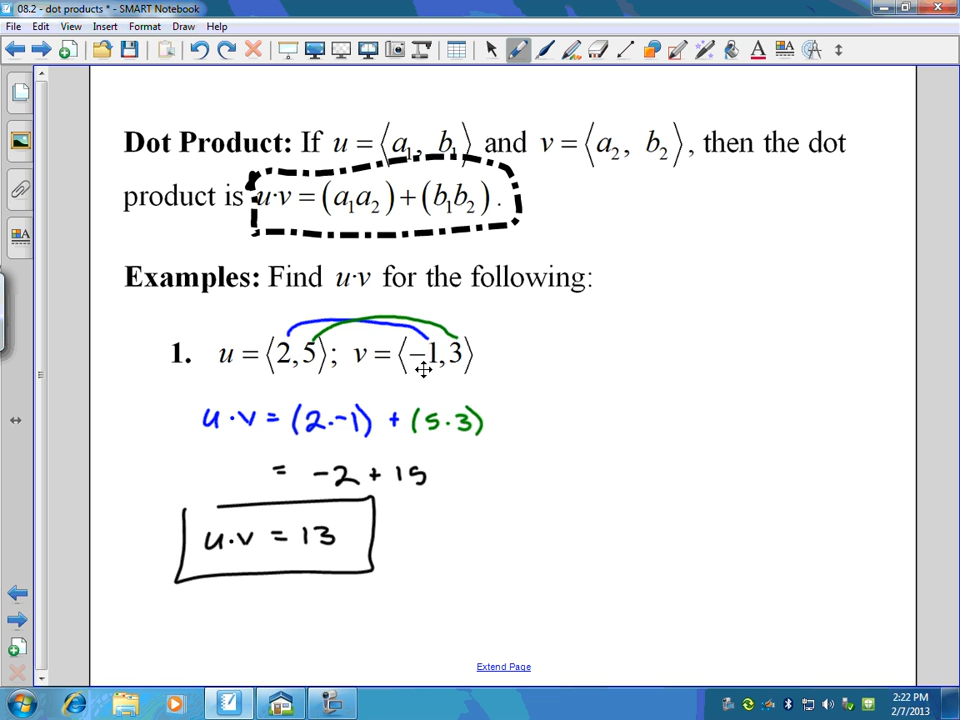 08.2 - dot products * - SMART Notebook
File Edit View Insert Format Draw Help
Dot Product: If u = ⟨a₁, b₁⟩ and v = ⟨a₂, b₂⟩, then the dot
product is u·v = (a₁a₂) + (b₁b₂).
Examples: Find u·v for the following:
1. u = ⟨2,5⟩; v = ⟨−1,3⟩
u·v = (2·-1) + (5·3)
= -2 + 15
u·v = 13
Extend Page
2:22 PM
2/7/2013